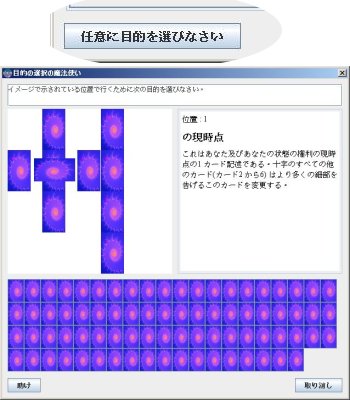 任意に目的を選びなさい
目的の選択の魔法使い
イメージで示されている位置で行くために次の目的を選びなさい。
位置 : 1
の現時点
これはあなた及びあなたの状態の権利の現時
点の1 カード記述である。十字のすべての他
のカード(カード2 から6) はより多くの細部を
告げるこのカードを変更する。
助け
取り消し